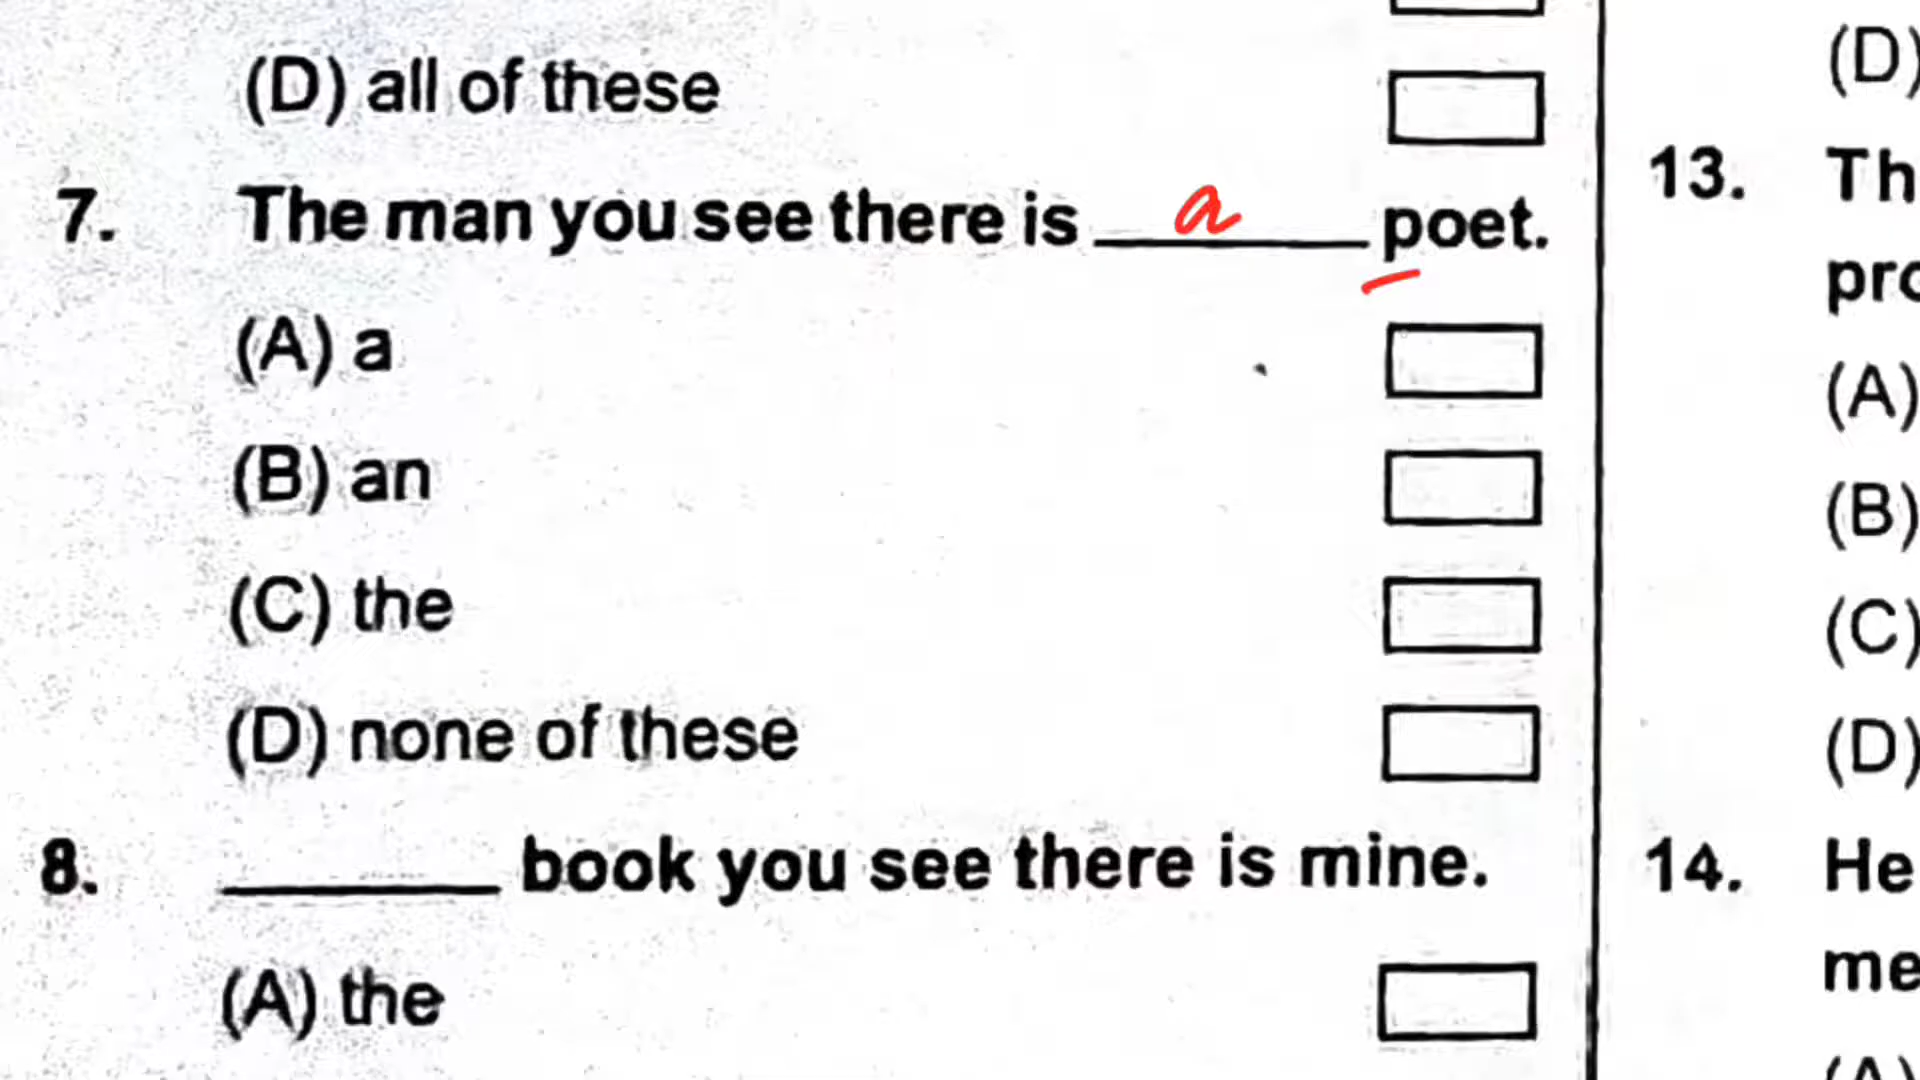 (D) all of these
7. The man you see there is a poet.
(A) a
(B) an
(C) the
(D) none of these
8. ______ book you see there is mine.
(A) the
(D)
13. Th
pro
(A)
(B)
(C)
(D)
14. He
me
(A)